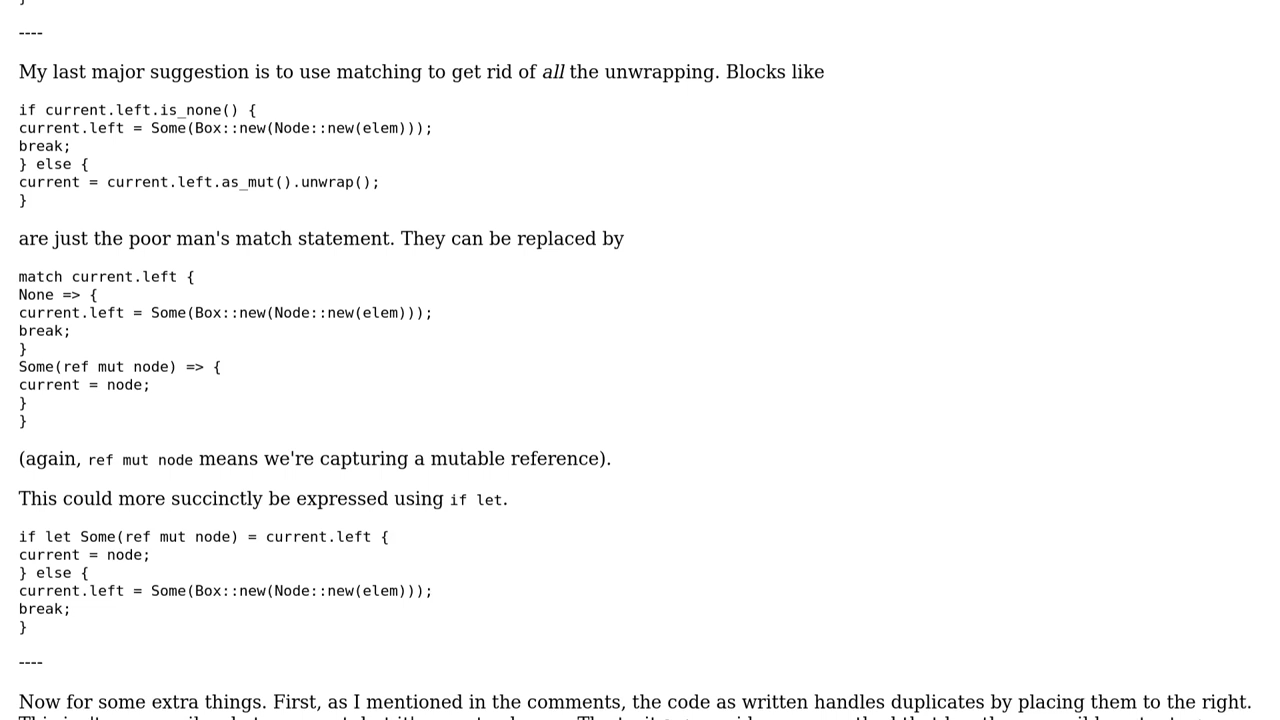 ----
My last major suggestion is to use matching to get rid of all the unwrapping. Blocks like
if current.left.is_none() {
current.left = Some(Box::new(Node::new(elem)));
break;
} else {
current = current.left.as_mut().unwrap();
}
are just the poor man's match statement. They can be replaced by
match current.left {
None => {
current.left = Some(Box::new(Node::new(elem)));
break;
}
Some(ref mut node) => {
current = node;
}
}
(again, ref mut node means we're capturing a mutable reference).
This could more succinctly be expressed using if let.
if let Some(ref mut node) = current.left {
current = node;
} else {
current.left = Some(Box::new(Node::new(elem)));
break;
}
----
Now for some extra things. First, as I mentioned in the comments, the code as written handles duplicates by placing them to the right.